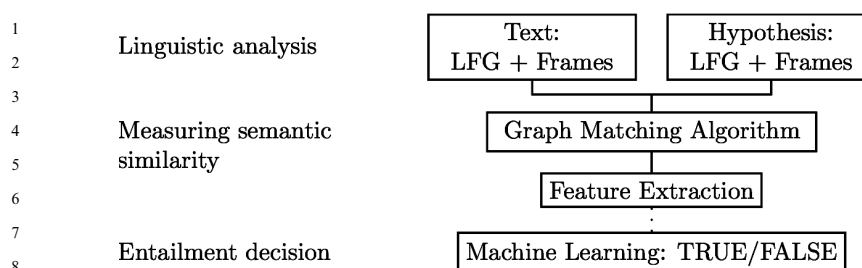 1
2
3
4
5
6
7
8
Linguistic analysis
Text:
LFG + Frames
Hypothesis:
LFG + Frames
Measuring semantic
similarity
Graph Matching Algorithm
Feature Extraction
Entailment decision
Machine Learning: TRUE/FALSE